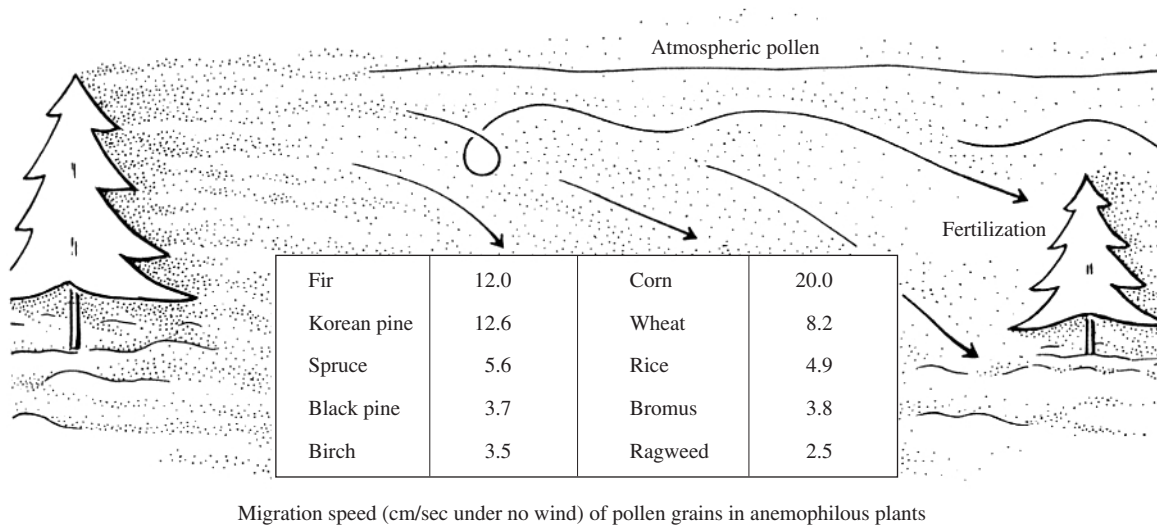 Atmospheric pollen
Fertilization
Fir 12.0 Corn 20.0
Korean pine 12.6 Wheat 8.2
Spruce 5.6 Rice 4.9
Black pine 3.7 Bromus 3.8
Birch 3.5 Ragweed 2.5
Migration speed (cm/sec under no wind) of pollen grains in anemophilous plants